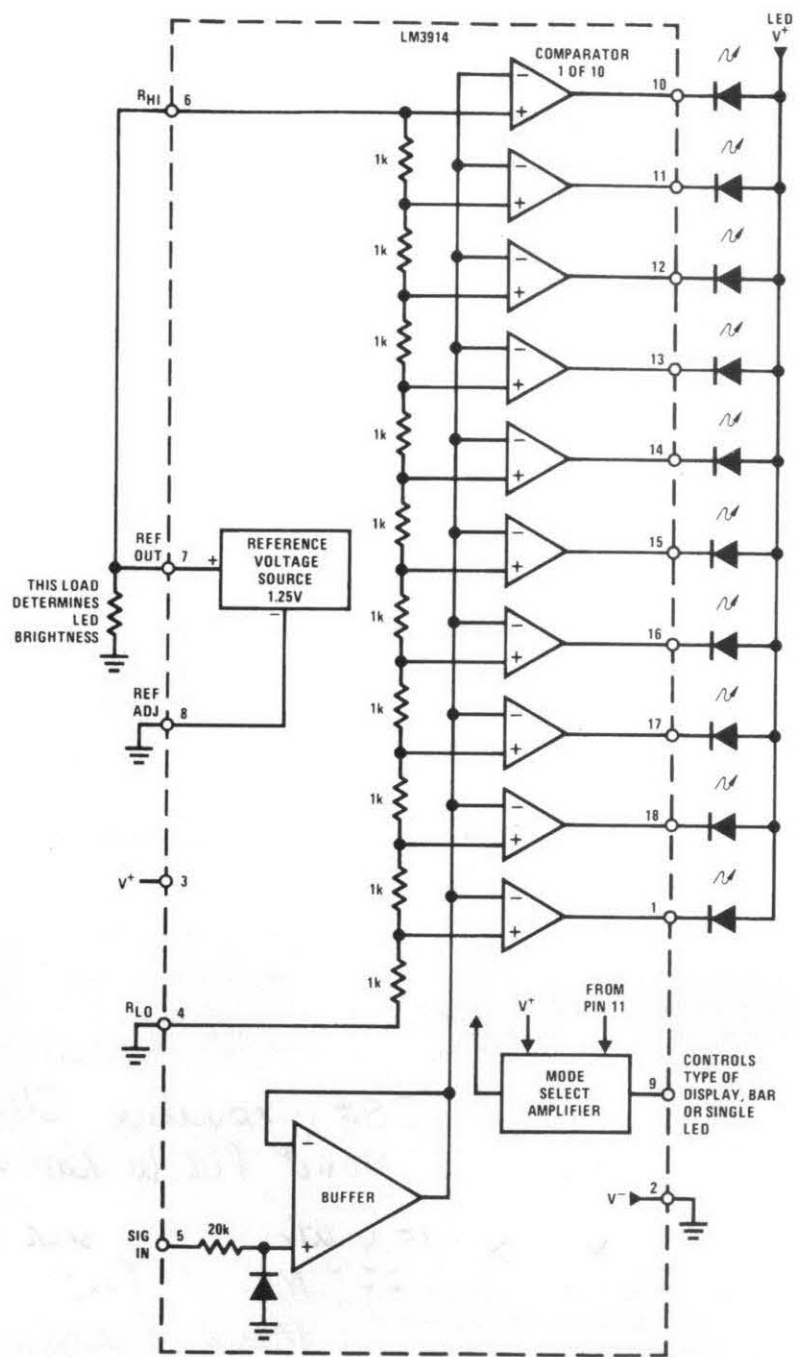 LM3914
LED
V+
COMPARATOR
1 OF 10
RHI
6
10
1k
11
1k
12
1k
13
1k
14
1k
15
REF
OUT
7
+
REFERENCE
VOLTAGE
SOURCE
1.25V
−
THIS LOAD
DETERMINES
LED
BRIGHTNESS
1k
16
REF
ADJ
8
1k
17
1k
18
V+
3
1k
1
1k
RLO
4
V+
FROM
PIN 11
MODE
SELECT
AMPLIFIER
9
CONTROLS
TYPE OF
DISPLAY, BAR
OR SINGLE
LED
BUFFER
V−
2
SIG
IN
5
20k
− +
− +
− +
− +
− +
− +
− +
− +
− +
− +
− +